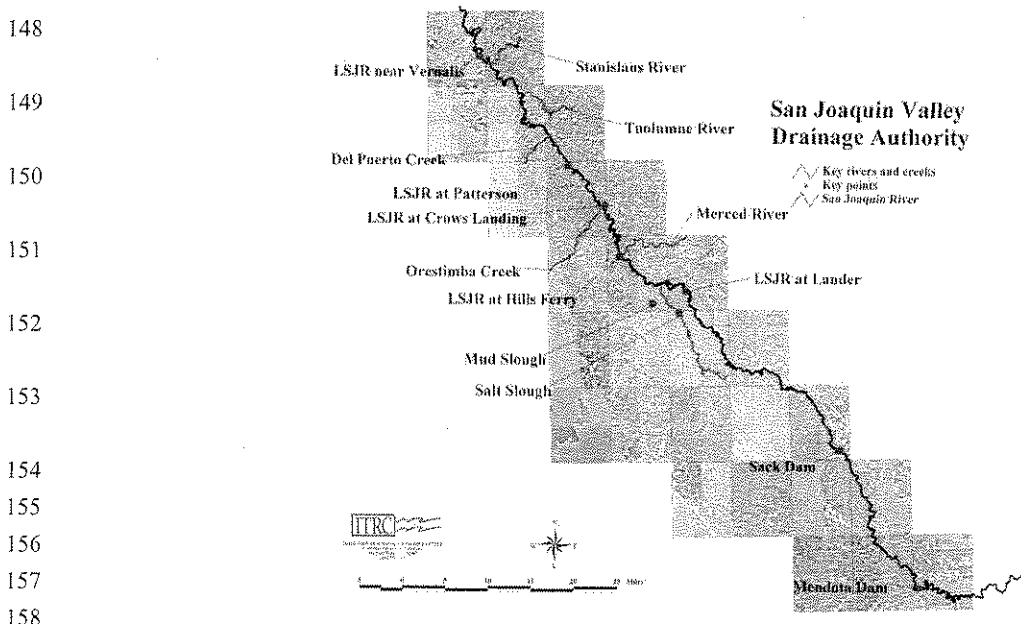 148
LSJR near Vernalis
Stanislaus River
149
San Joaquin Valley
Drainage Authority
Tuolumne River
Del Puerto Creek
150
Key rivers and creeks
Key points
San Joaquin River
LSJR at Patterson
LSJR at Crows Landing
Merced River
151
Orestimba Creek
LSJR at Lander
LSJR at Hills Ferry
152
Mud Slough
153
Salt Slough
154
Sack Dam
155
ITRC
156
157
Mendota Dam
158